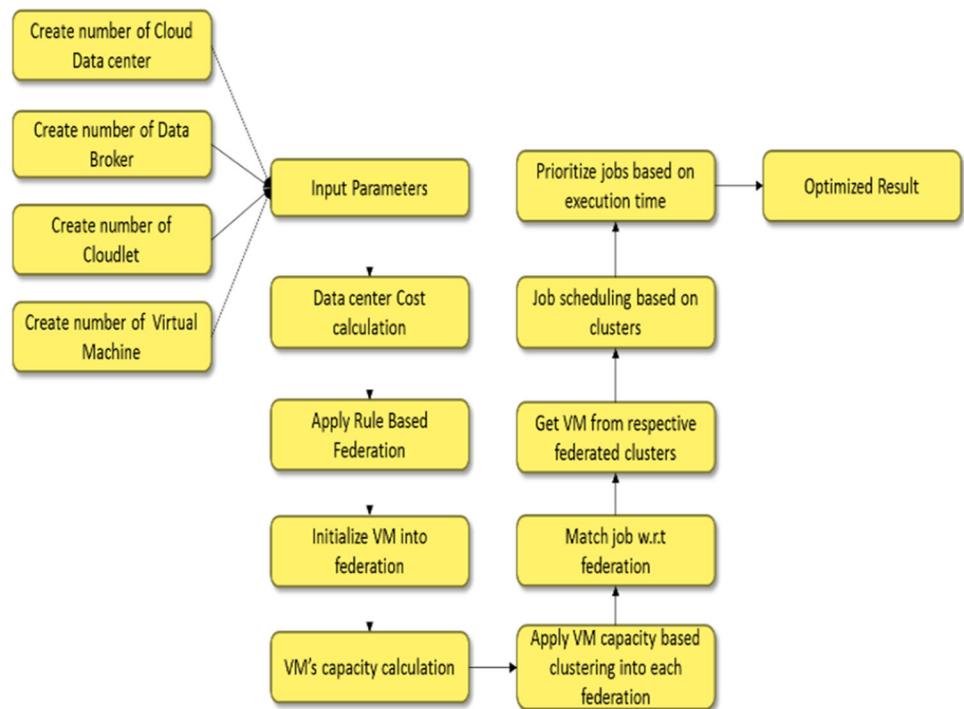 Create number of Cloud
Data center
Create number of Data
Broker
Create number of
Cloudlet
Create number of Virtual
Machine
Input Parameters
Data center Cost
calculation
Apply Rule Based
Federation
Initialize VM into
federation
VM's capacity calculation
Apply VM capacity based
clustering into each
federation
Match job w.r.t
federation
Get VM from respective
federated clusters
Job scheduling based on
clusters
Prioritize jobs based on
execution time
Optimized Result